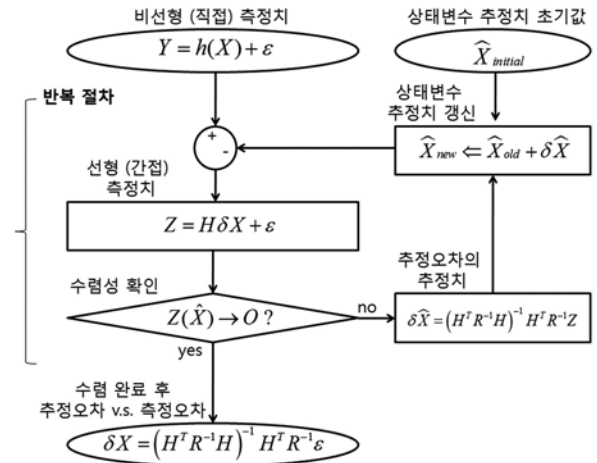 비선형 (직접) 측정치
Y = h(X) + ε
상태변수 추정치 초기값
X̂ initial
반복 절차
상태변수
추정치 갱신
+
-
X̂ new ⇐ X̂ old + δX̂
선형 (간접)
측정치
Z = HδX + ε
추정오차의
추정치
수렴성 확인
Z(X̂) → O ?
no
δX̂ = (HᵀR⁻¹H)⁻¹ HᵀR⁻¹Z
yes
수렴 완료 후
추정오차 v.s. 측정오차
δX = (HᵀR⁻¹H)⁻¹ HᵀR⁻¹ε